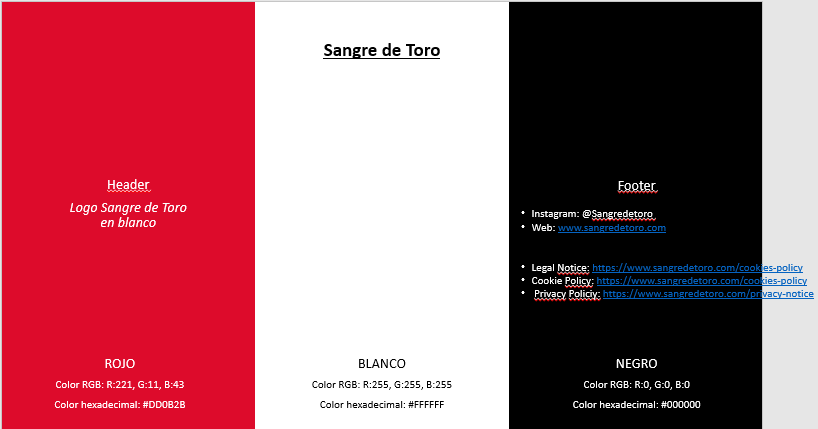 Sangre de Toro
Header
Logo Sangre de Toro
en blanco
ROJO
Color RGB: R:221, G:11, B:43
Color hexadecimal: #DD0B2B
BLANCO
Color RGB: R:255, G:255, B:255
Color hexadecimal: #FFFFFF
Footer
• Instagram: @Sangredetoro
• Web: www.sangredetoro.com
• Legal Notice: https://www.sangredetoro.com/cookies-policy
• Cookie Policy: https://www.sangredetoro.com/cookies-policy
• Privacy Policiy: https://www.sangredetoro.com/privacy-notice
NEGRO
Color RGB: R:0, G:0, B:0
Color hexadecimal: #000000